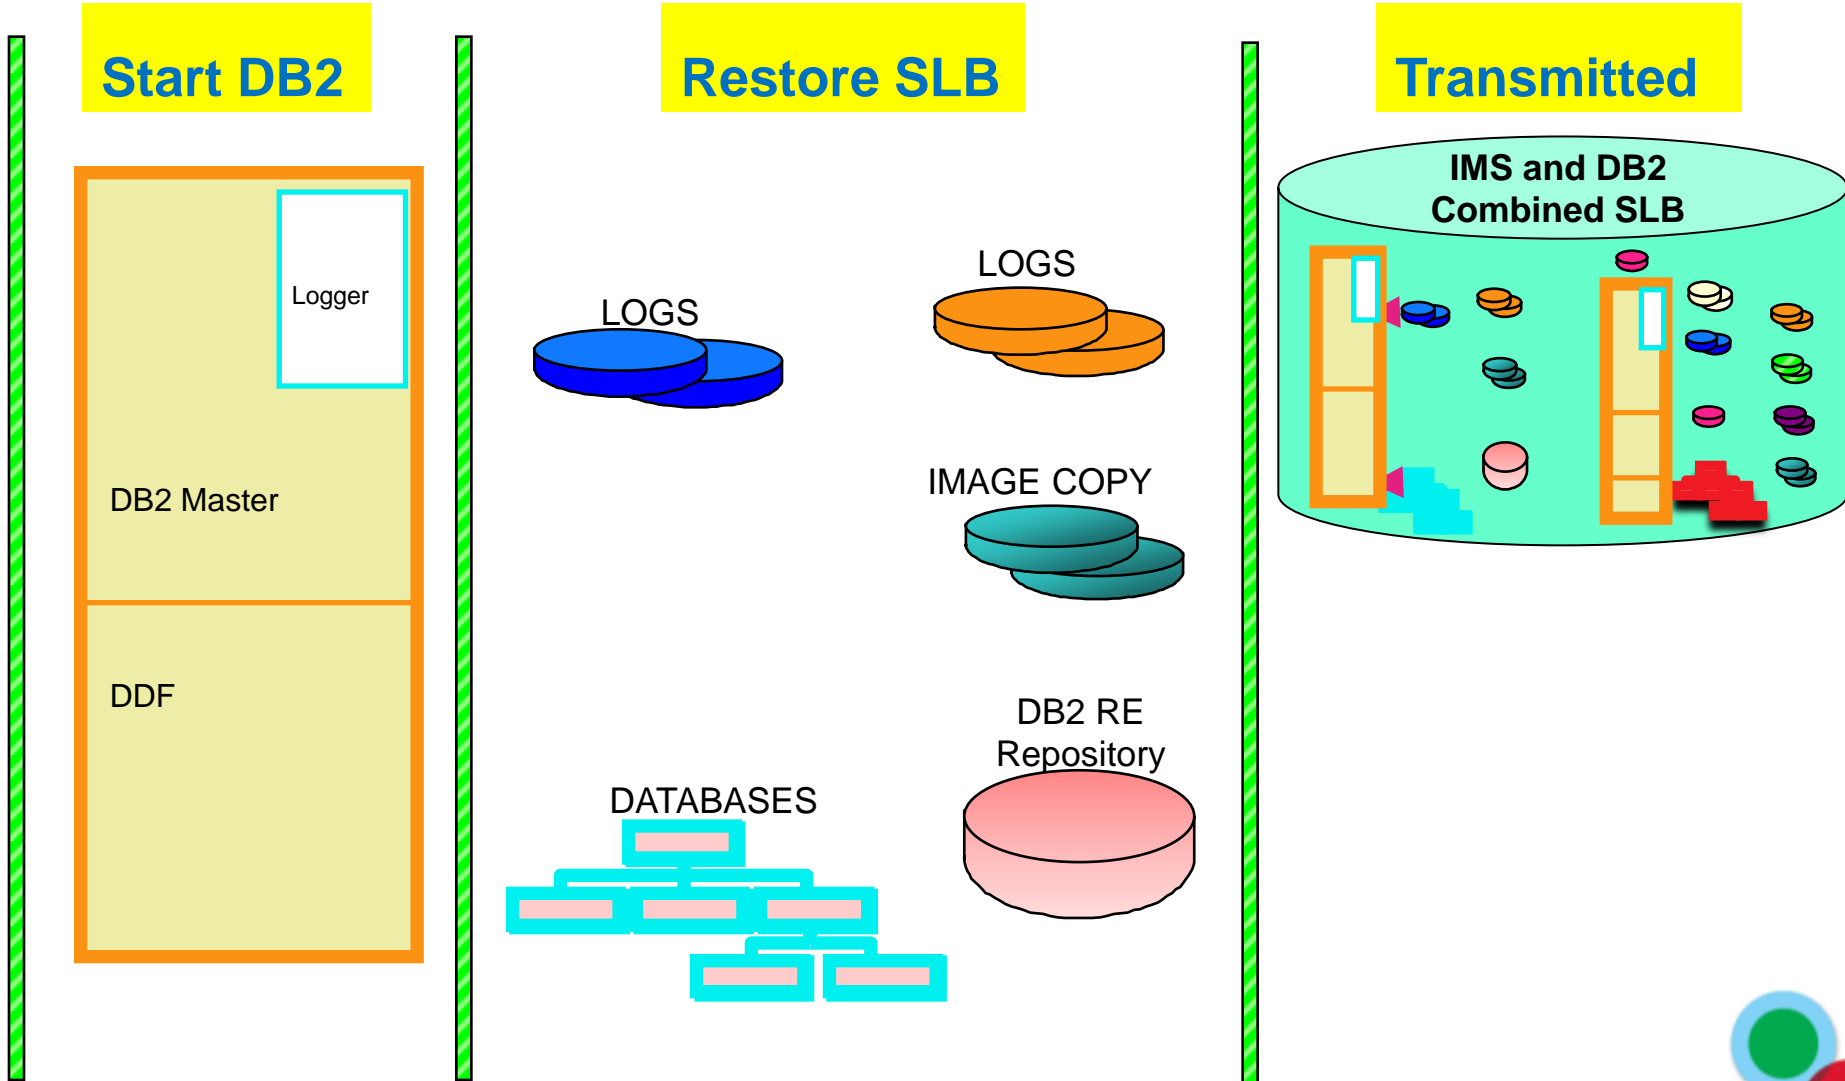 Start DB2
Restore SLB
Transmitted
Logger
DB2 Master
DDF
LOGS
LOGS
IMAGE COPY
DB2 RE
Repository
DATABASES
IMS and DB2
Combined SLB